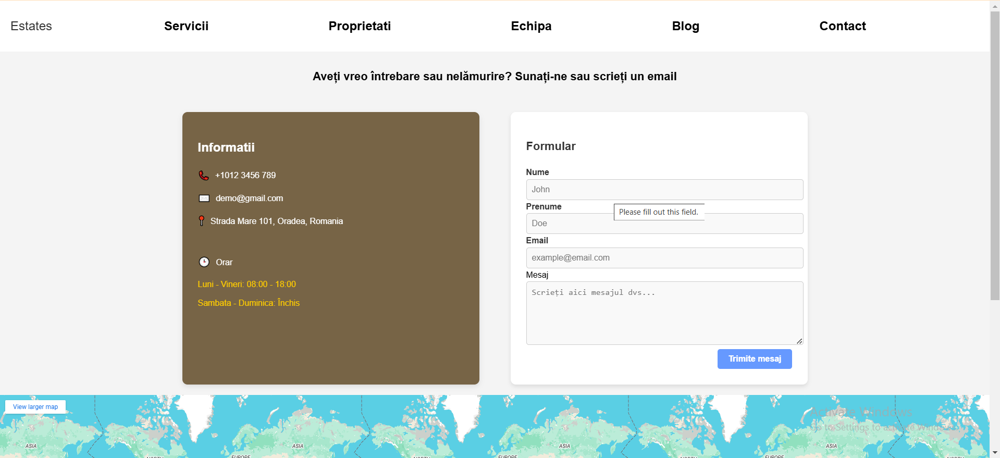 Estates
Servicii
Proprietati
Echipa
Blog
Contact
Aveți vreo întrebare sau nelămurire? Sunați-ne sau scrieți un email
Informatii
+1012 3456 789
demo@gmail.com
Strada Mare 101, Oradea, Romania
Orar
Luni - Vineri: 08:00 - 18:00
Sambata - Duminica: Închis
Formular
Nume
John
Prenume
Please fill out this field.
Doe
Email
example@email.com
Mesaj
Scrieți aici mesajul dvs...
Trimite mesaj
View larger map
Activate Windows
Go to Settings to activate Windows.
ASIA
ASIA
ASIA
ASIA
NORTH
EUROPE
NORTH
EUROPE
NORTH
EUROPE
NORTH